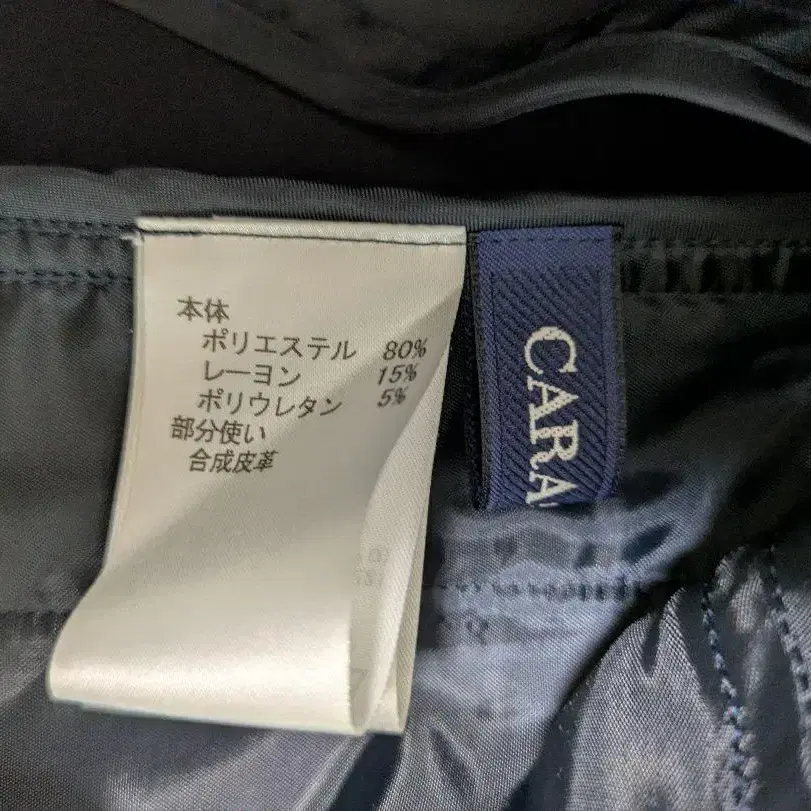 本体
ポリエステル 80%
レーヨン 15%
ポリウレタン 5%
部分使い
合成皮革
CARA